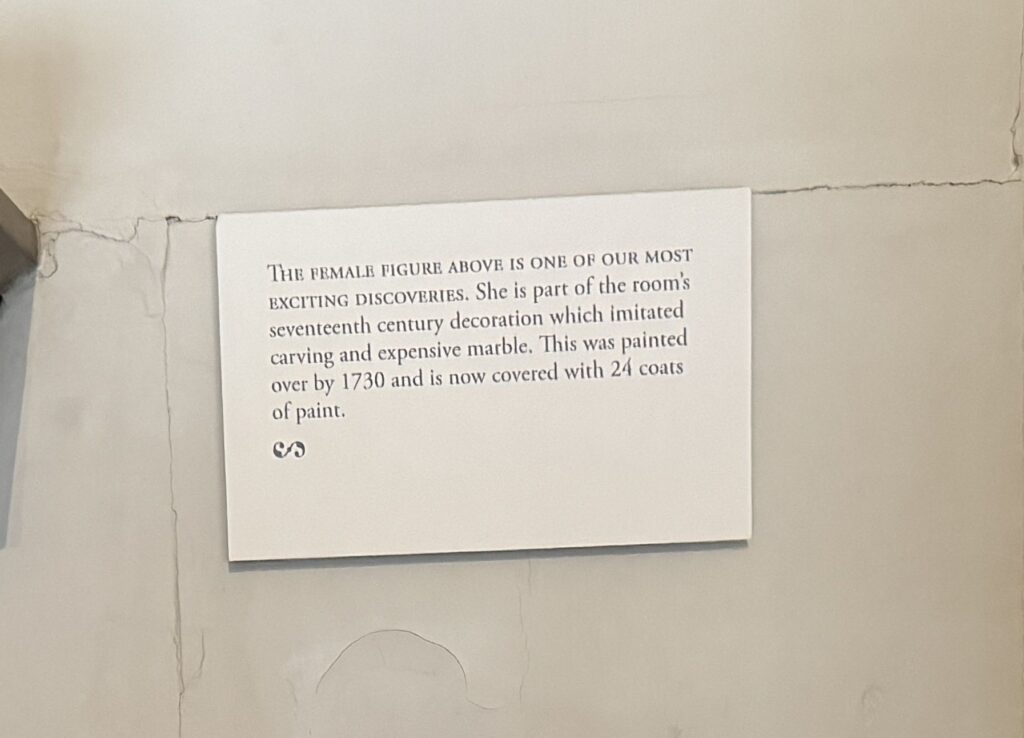 THE FEMALE FIGURE ABOVE IS ONE OF OUR MOST
EXCITING DISCOVERIES. She is part of the room's
seventeenth century decoration which imitated
carving and expensive marble. This was painted
over by 1730 and is now covered with 24 coats
of paint.